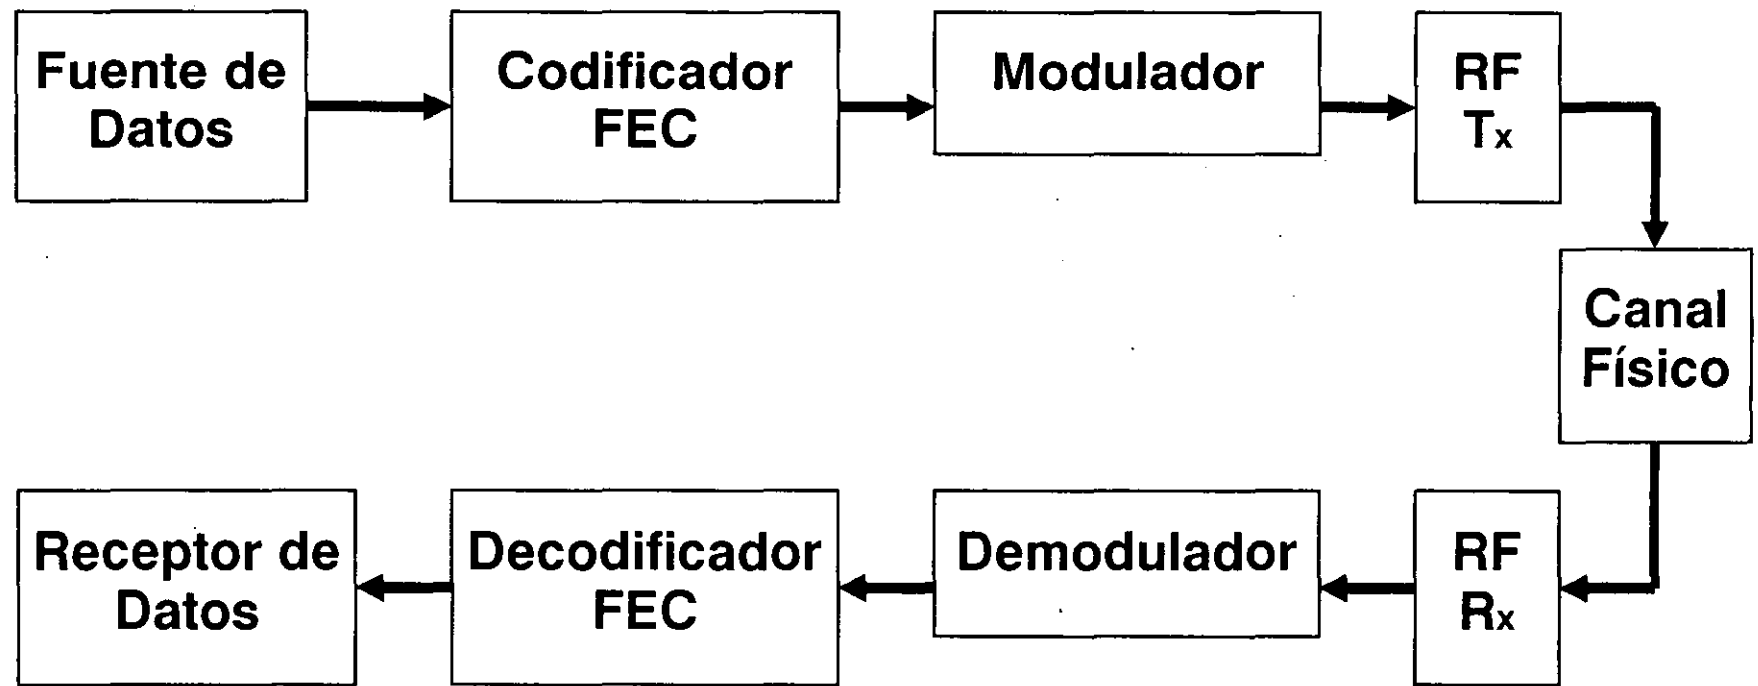 Fuente de
Datos
Codificador
FEC
Modulador
RF
Tx
Canal
Físico
Receptor de
Datos
Decodificador
FEC
Demodulador
RF
Rx